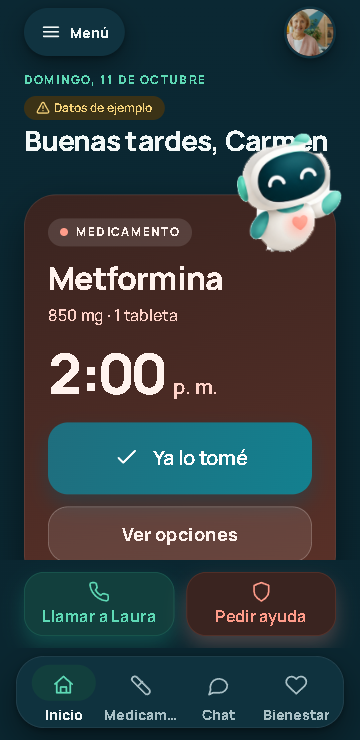 Menú
DOMINGO, 11 DE OCTUBRE
Datos de ejemplo
Buenas tardes, Carmen
MEDICAMENTO
Metformina
850 mg · 1 tableta
2:00 p. m.
Ya lo tomé
Ver opciones
Llamar a Laura
Pedir ayuda
Inicio
Medicam...
Chat
Bienestar